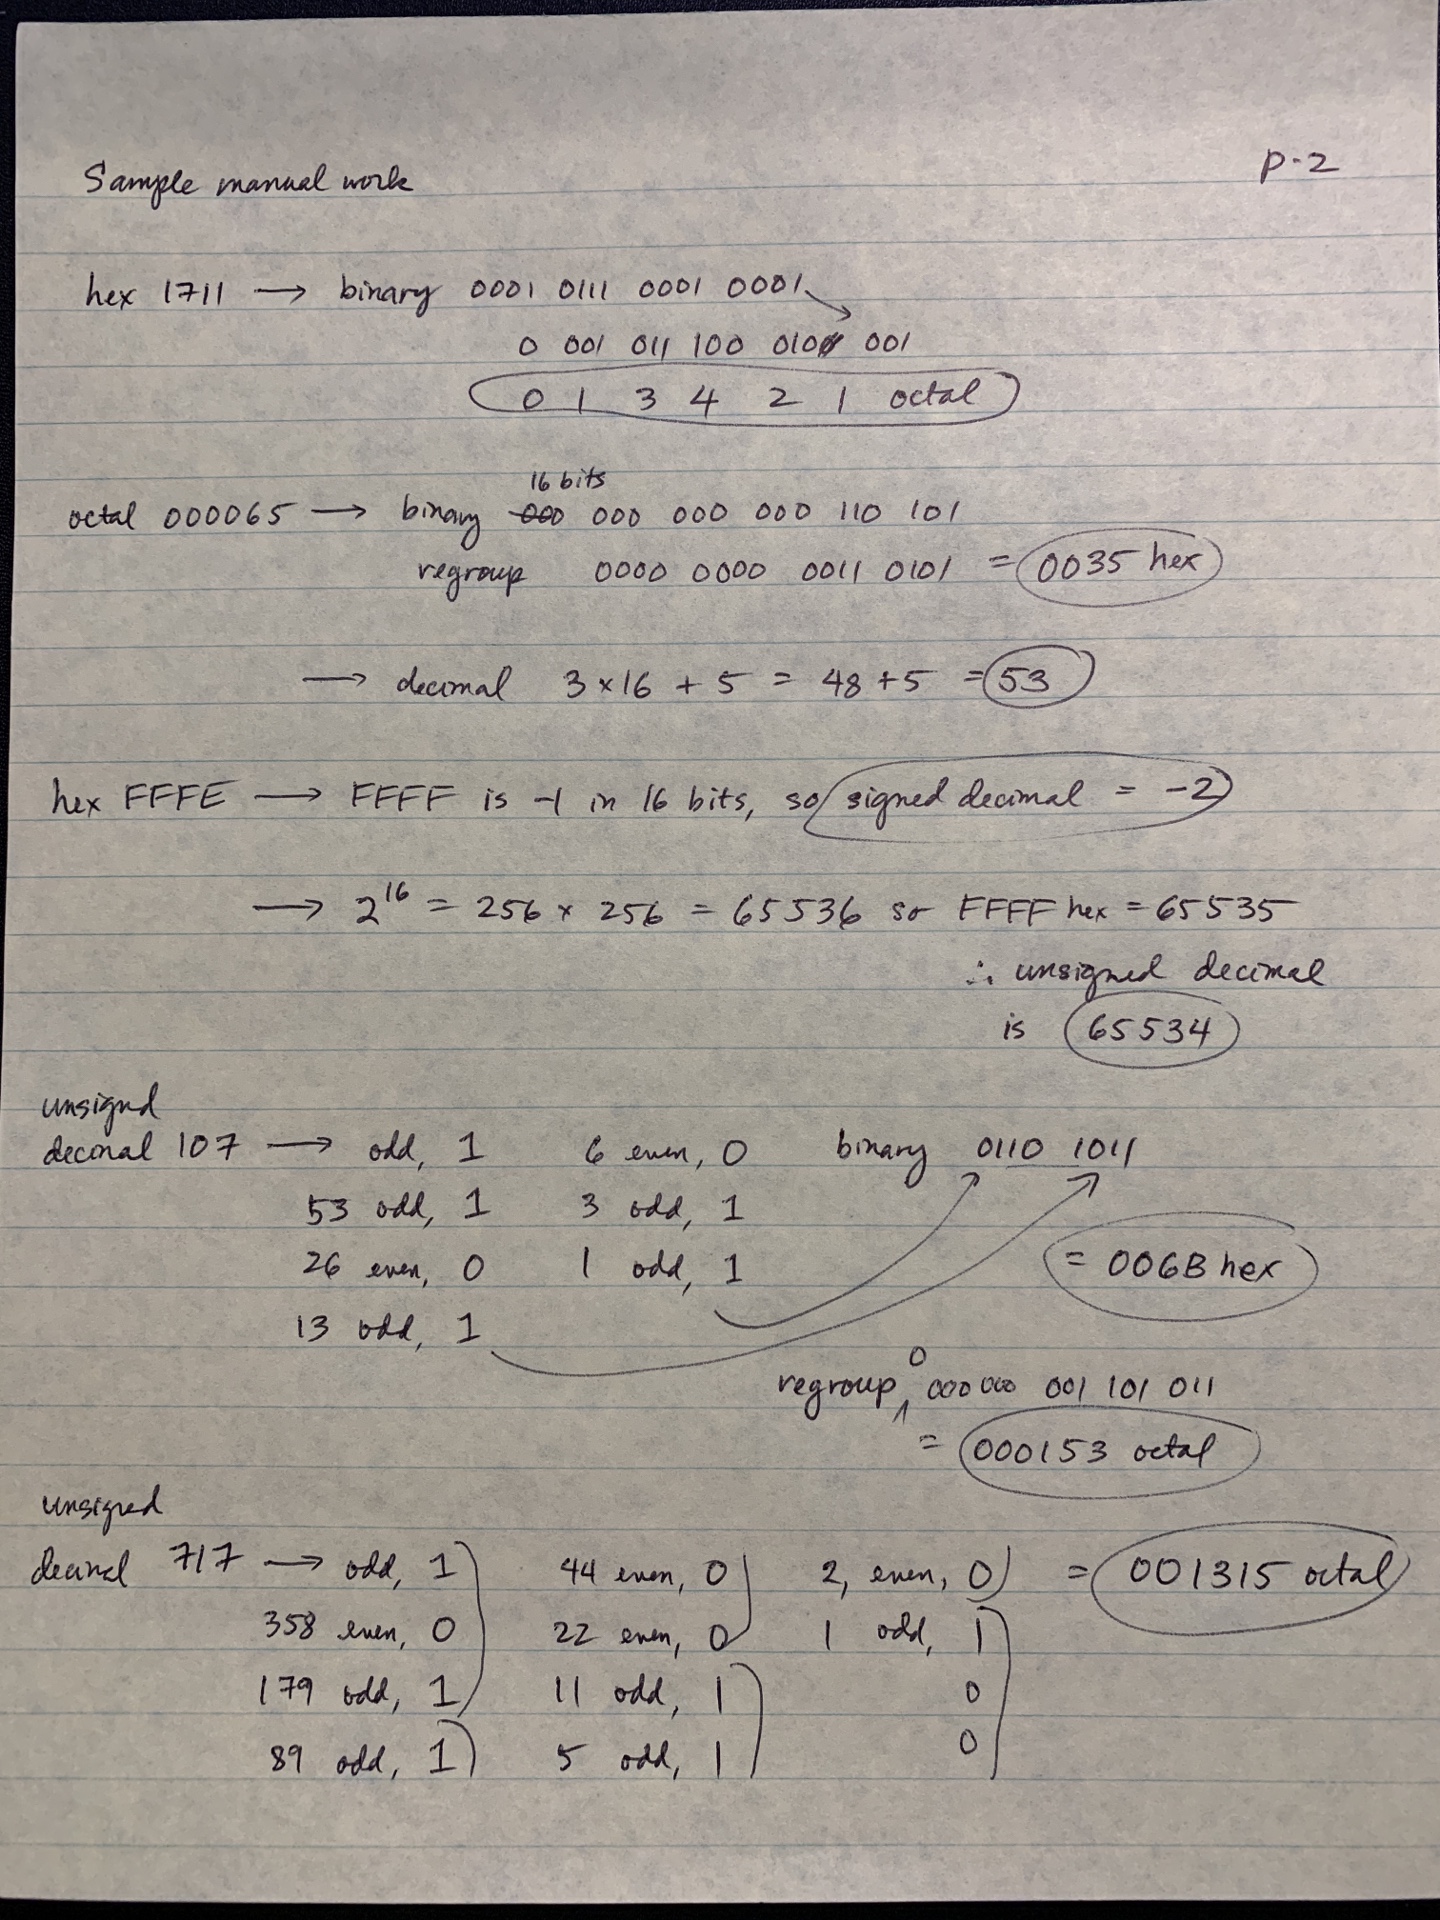 p.2
Sample manual work
hex 1711 → binary 0001 0111 0001 0001
0 001 011 100 010 001
0 1 3 4 2 1 octal
16 bits
octal 000065 → binary 000 000 000 000 110 101
regroup 0000 0000 0011 0101 = 0035 hex
→ decimal 3 × 16 + 5 = 48 + 5 = 53
hex FFFE → FFFF is -1 in 16 bits, so signed decimal = -2
→ 2^16 = 256 × 256 = 65536 so FFFF hex = 65535
∴ unsigned decimal
is 65534
unsignd
decimal 107 → odd, 1 6 even, 0 binary 0110 1011
53 odd, 1 3 odd, 1
26 even, 0 1 odd, 1 = 006B hex
13 odd, 1
0
regroup 000 000 001 101 011
= 000153 octal
unsigned
decimal 717 → odd, 1 44 even, 0 2, even, 0 = 001315 octal
358 even, 0 22 even, 0 1 odd, 1
179 odd, 1 11 odd, 1 0
89 odd, 1 5 odd, 1 0